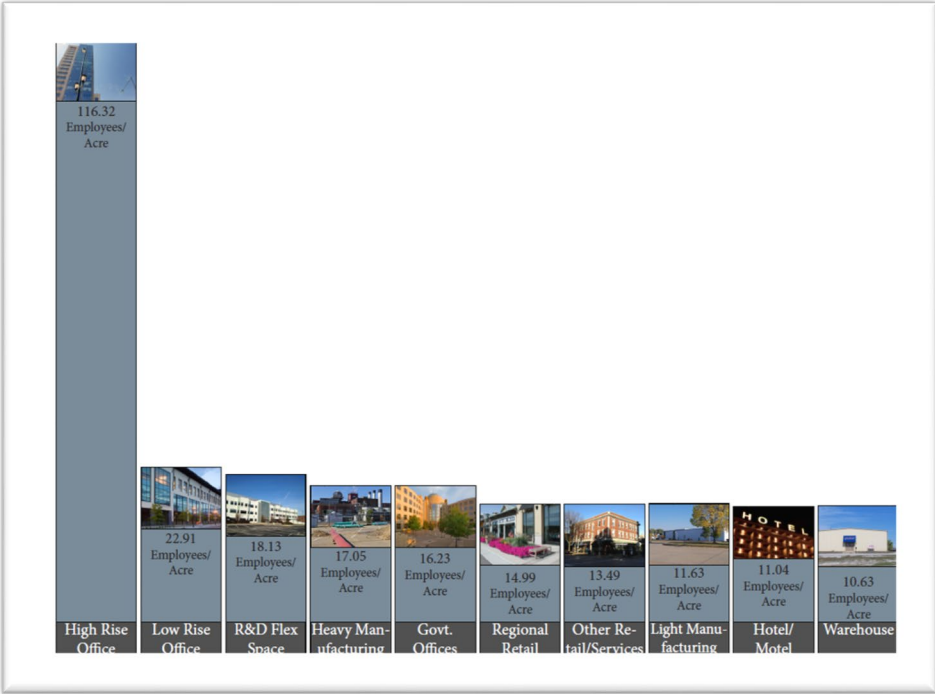 116.32
Employees/
Acre
22.91
Employees/
Acre
18.13
Employees/
Acre
17.05
Employees/
Acre
16.23
Employees/
Acre
14.99
Employees/
Acre
13.49
Employees/
Acre
11.63
Employees/
Acre
HOTEL
11.04
Employees/
Acre
10.63
Employees/
Acre
High Rise
Office
Low Rise
Office
R&D Flex
Space
Heavy Man-
ufacturing
Govt.
Offices
Regional
Retail
Other Re-
tail/Services
Light Manu-
facturing
Hotel/
Motel
Warehouse